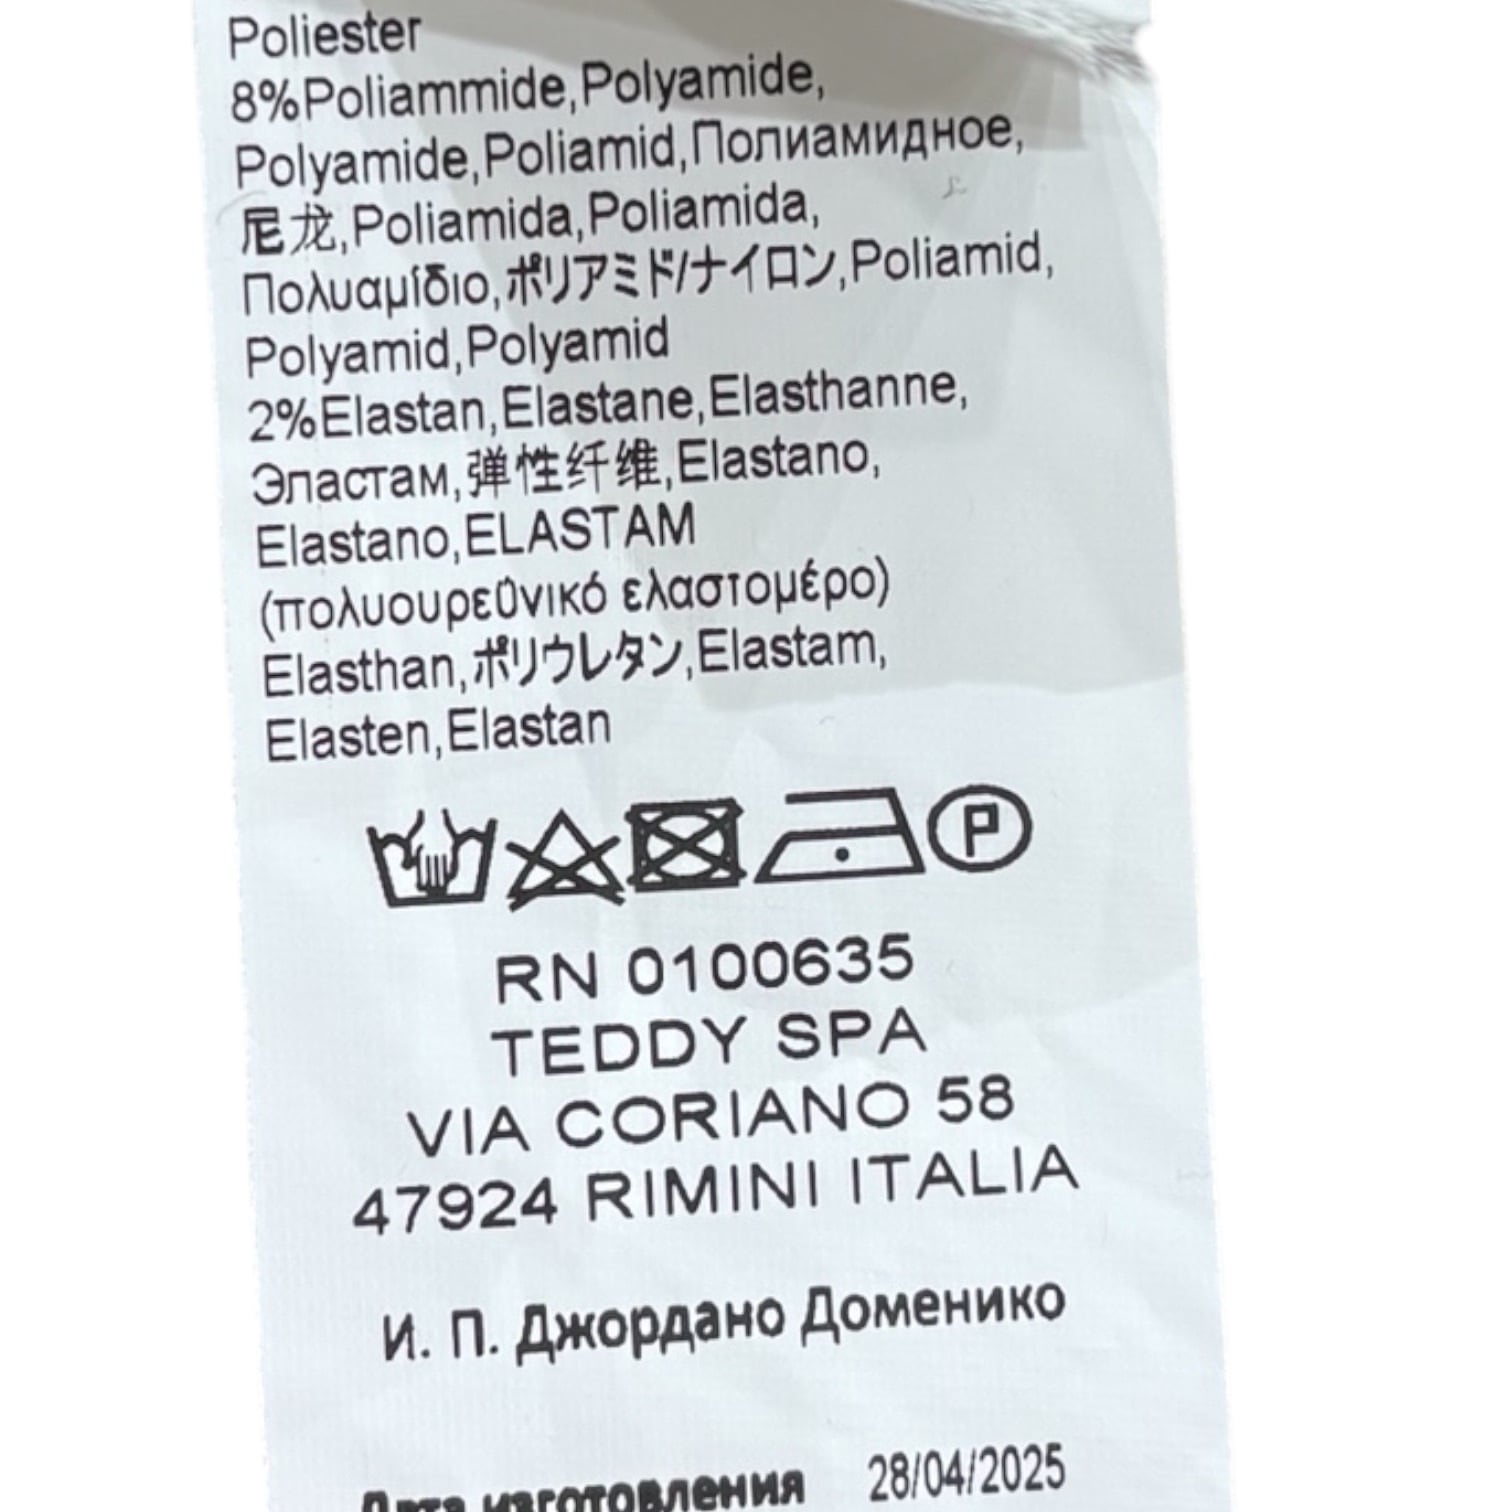 Poliester
8%Poliammide,Polyamide,
Polyamide,Poliamid,Полиамидное,
尼龙,Poliamida,Poliamida,
Πολυαμίδιο,ポリアミド/ナイロン,Poliamid,
Polyamid,Polyamid
2%Elastan,Elastane,Elasthanne,
Эластам,弹性纤维,Elastano,
Elastano,ELASTAM
(πολυουρεθνικό ελαστομέρο)
Elasthan,ポリウレタン,Elastam,
Elasten,Elastan
P
RN 0100635
TEDDY SPA
VIA CORIANO 58
47924 RIMINI ITALIA
И. П. Джордано Доменико
Дата изготовления 28/04/2025